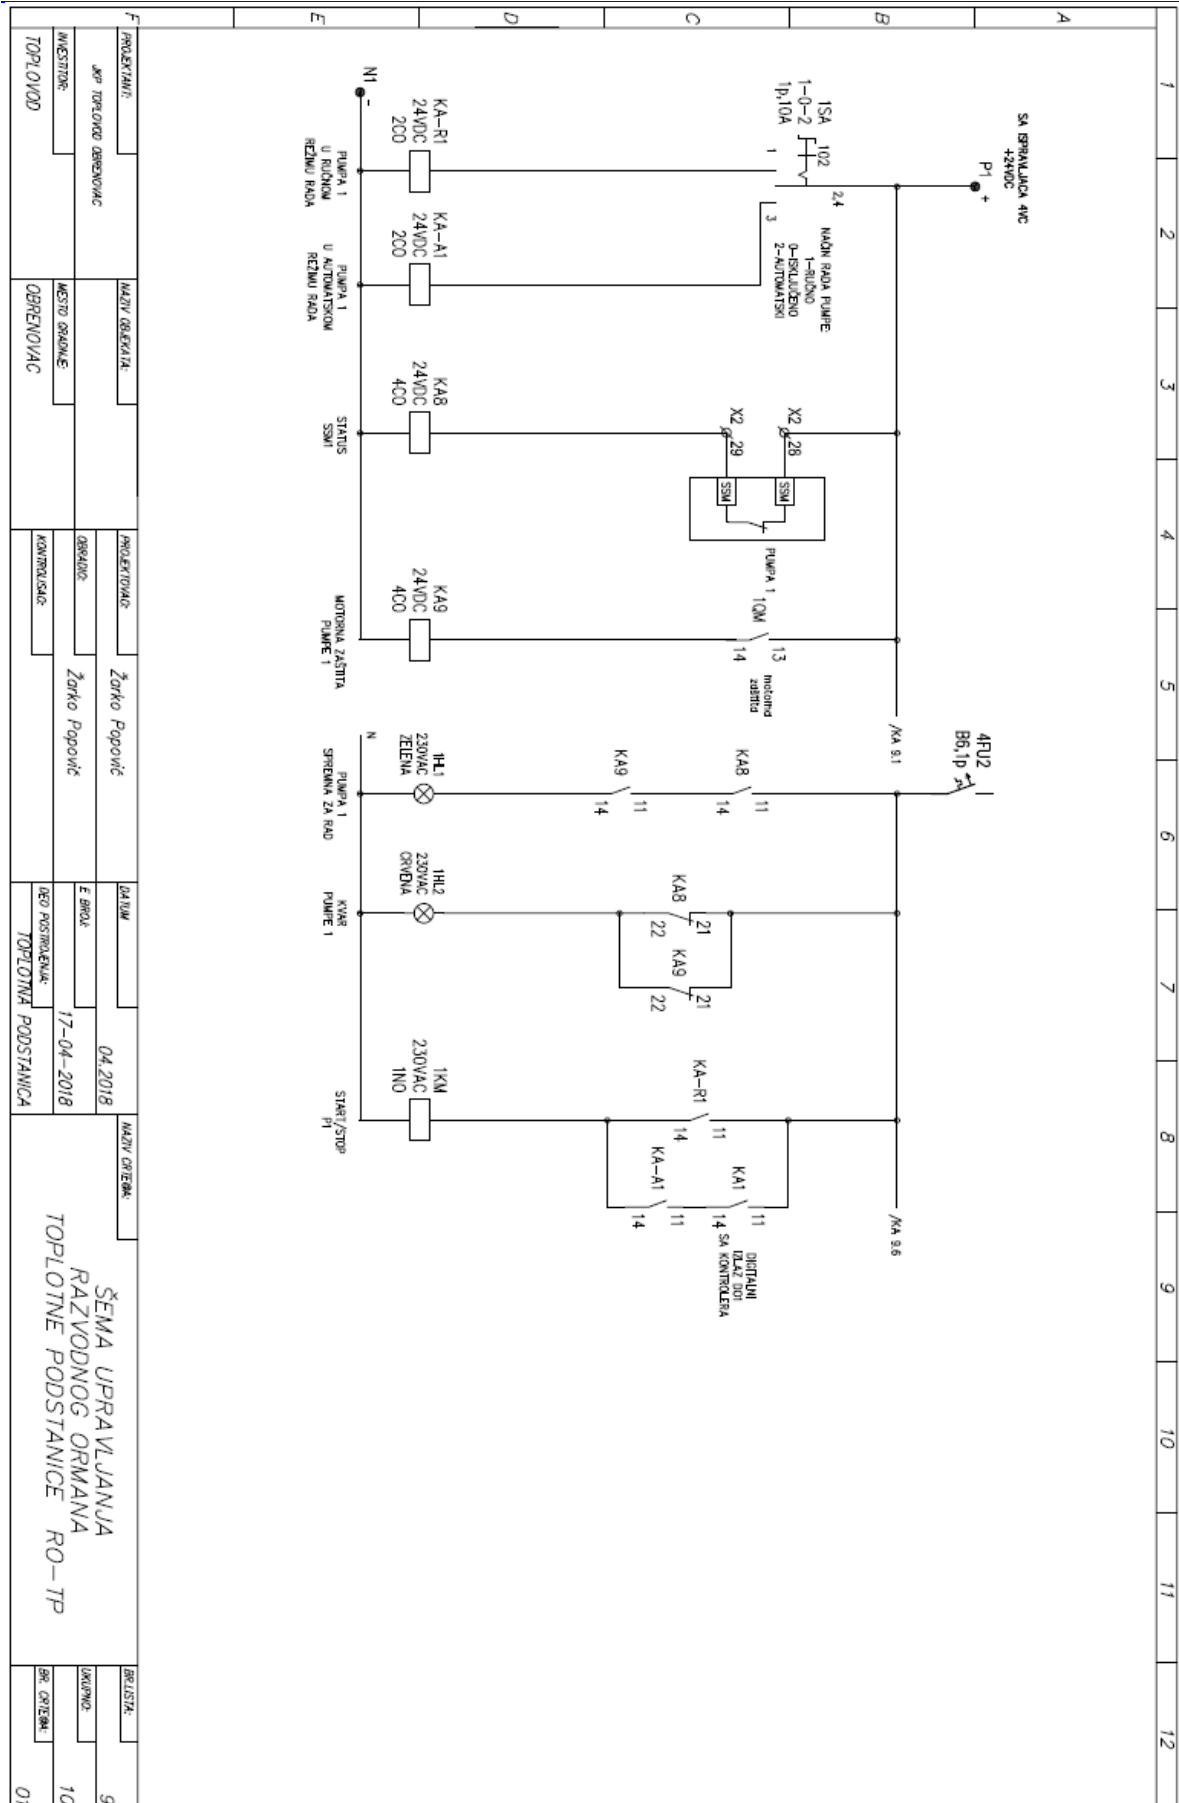 1
2
3
4
5
6
7
8
9
10
11
12
A
B
C
D
E
F
SA ISPRAVLJAČA 4VC
+24VDC
P1
+
1SA
1-0-2
1p,10A
102
1
2,4
3
NAČIN RADA PUMPE:
1-RUČNO
0-ISKLJUČENO
2-AUTOMATSKI
X2
28
X2
29
SSM
SSM
PUMPA 1
1QM
13
14
motorna
zaštita
/KA 9.1
4FU2
B6,1p
KA8
11
14
KA9
11
14
KA8
21
22
KA9
21
22
KA-R1
11
14
KA1
11
14
KA-A1
11
14
DIGITALNI
IZLAZ DO1
SA KONTROLERA
/KA 9.6
N1
-
KA-R1
24VDC
2CO
PUMPA 1
U RUČNOM
REŽIMU RADA
KA-A1
24VDC
2CO
PUMPA 1
U AUTOMATSKOM
REŽIMU RADA
KA8
24VDC
4CO
STATUS
SSM1
KA9
24VDC
4CO
MOTORNA ZAŠTITA
PUMPE 1
N
1HL1
230VAC
ZELENA
PUMPA 1
SPREMNA ZA RAD
1HL2
230VAC
CRVENA
KVAR
PUMPE 1
1KM
230VAC
1NO
START/STOP
P1
PROJEKTANT:
JKP TOPLOVOD OBRENOVAC
INVESTITOR:
TOPLOVOD
NAZIV OBJEKATA:
MESTO GRADNJE:
OBRENOVAC
PROJEKTOVAO:
Žarko Popović
OBRADIO:
Žarko Popović
KONTROLISAO:
DATUM
04.2018
E BROJ:
17-04-2018
DEO POSTROJENJA:
TOPLOTNA PODSTANICA
NAZIV CRTEŽA:
ŠEMA UPRAVLJANJA
RAZVODNOG ORMANA
TOPLOTNE PODSTANICE RO-TP
BR.LISTA:
9
UKUPNO:
10
BR. CRTEŽA: